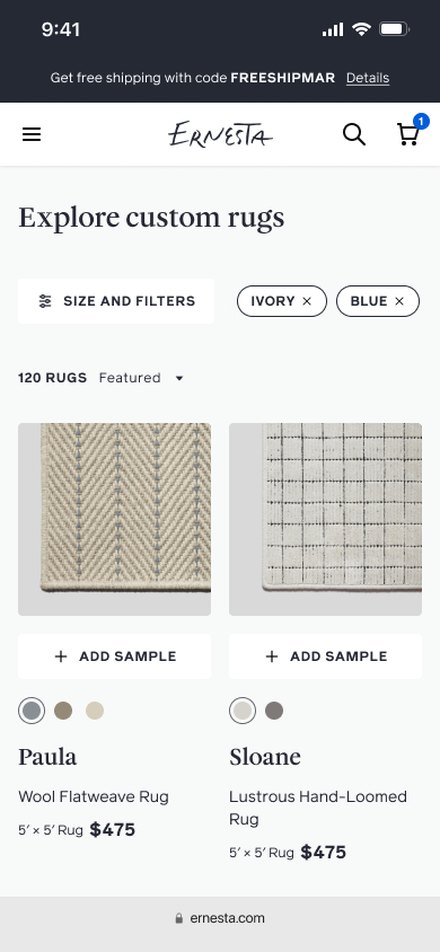 9:41
Get free shipping with code FREESHIPMAR Details
ERNESTA
1
Explore custom rugs
SIZE AND FILTERS
IVORY ×
BLUE ×
120 RUGS Featured
+ ADD SAMPLE
+ ADD SAMPLE
Paula
Wool Flatweave Rug
5′ × 5′ Rug $475
Sloane
Lustrous Hand-Loomed
Rug
5′ × 5′ Rug $475
ernesta.com